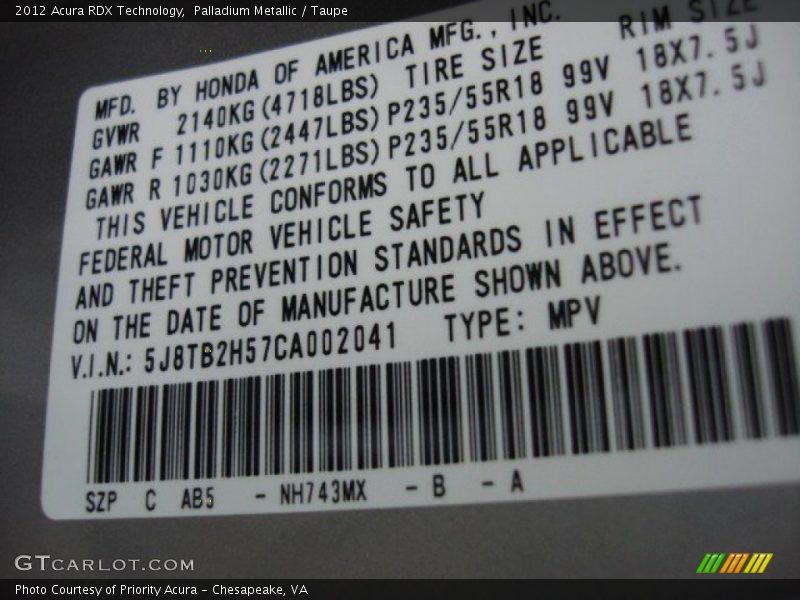 2012 Acura RDX Technology, Palladium Metallic / Taupe
MFD. BY HONDA OF AMERICA MFG., INC.
GVWR 2140KG(4718LBS) TIRE SIZE RIM SIZE
GAWR F 1110KG(2447LBS) P235/55R18 99V 18X7.5J
GAWR R 1030KG(2271LBS) P235/55R18 99V 18X7.5J
THIS VEHICLE CONFORMS TO ALL APPLICABLE
FEDERAL MOTOR VEHICLE SAFETY
AND THEFT PREVENTION STANDARDS IN EFFECT
ON THE DATE OF MANUFACTURE SHOWN ABOVE.
V.I.N.: 5J8TB2H57CA002041 TYPE: MPV
SZP C AB5 - NH743MX - B - A
GTCARLOT.COM
Photo Courtesy of Priority Acura - Chesapeake, VA